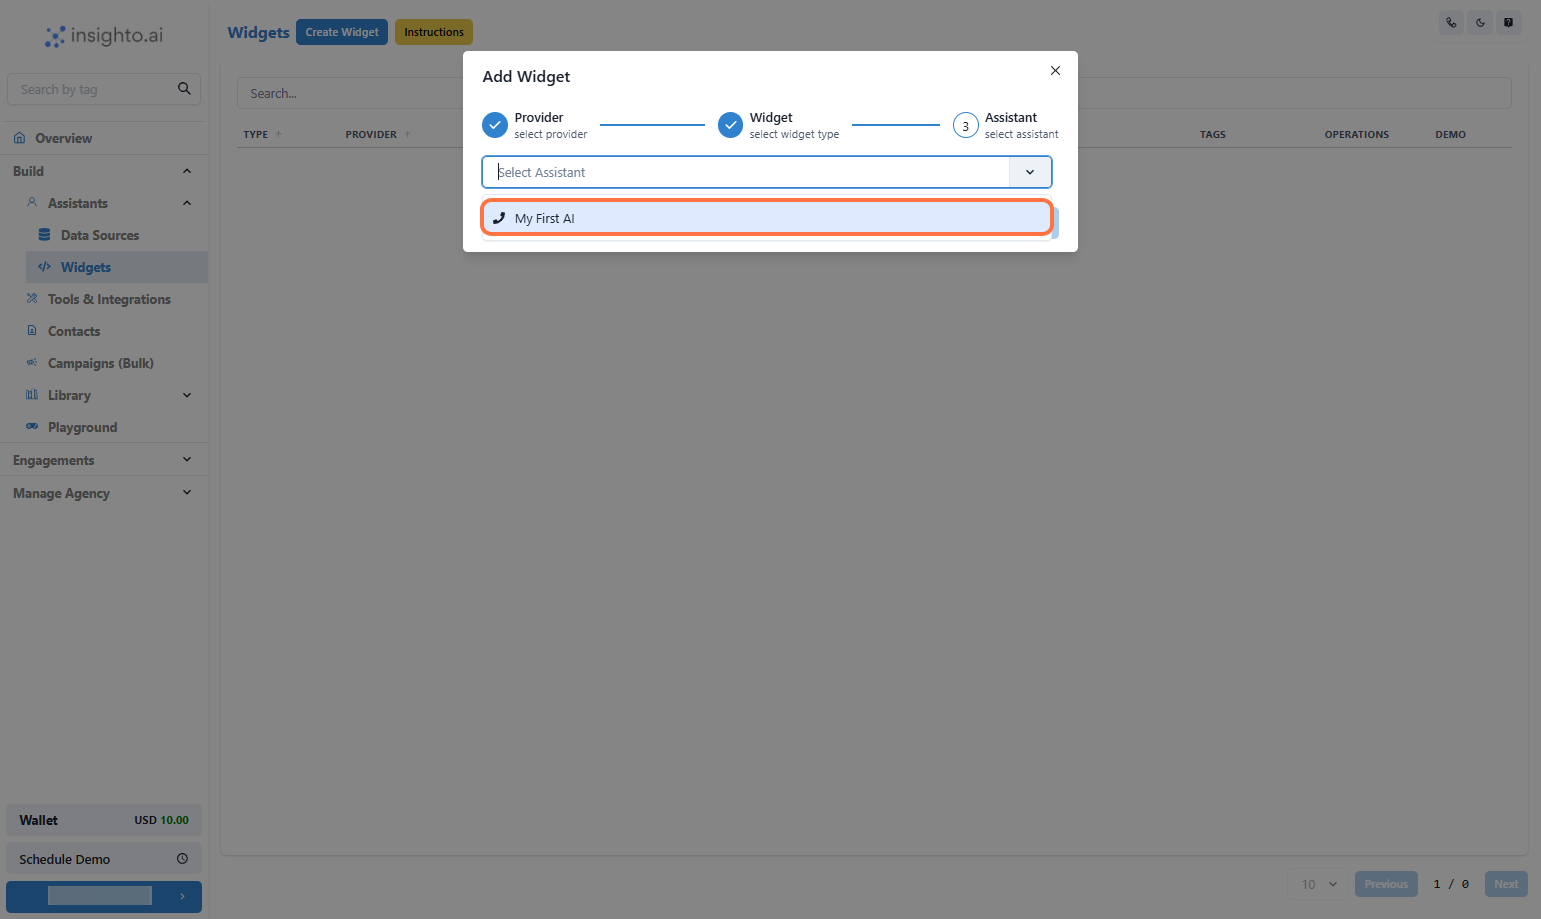 insighto.ai
Search by tag
Overview
Build
Assistants
Data Sources
Widgets
Tools & Integrations
Contacts
Campaigns (Bulk)
Library
Playground
Engagements
Manage Agency
Wallet USD 10.00
Schedule Demo
Widgets Create Widget Instructions
Search...
TYPE PROVIDER TAGS OPERATIONS DEMO
Add Widget
Provider
select provider
Widget
select widget type
3
Assistant
select assistant
Select Assistant
My First AI
10 Previous 1 / 0 Next